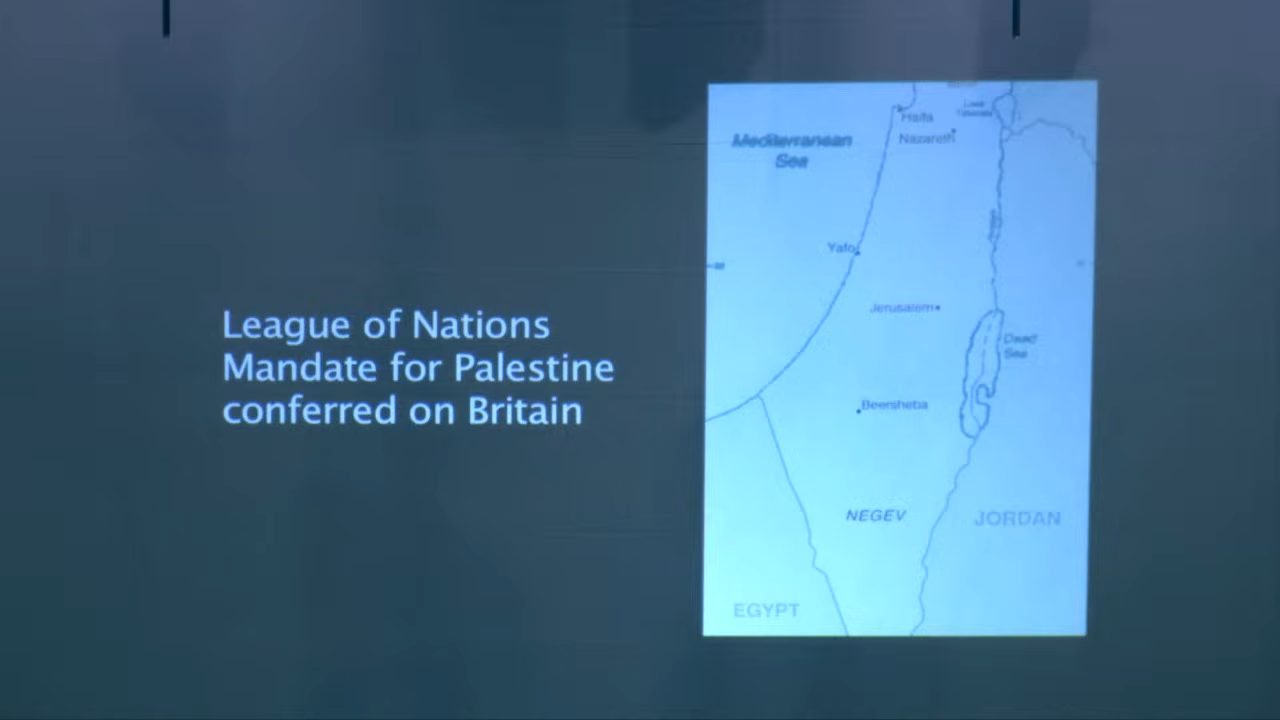 League of Nations
Mandate for Palestine
conferred on Britain
Haifa
Nazareth
Mediterranean
Sea
Yafo
Jerusalem
Dead
Sea
Beersheba
NEGEV
JORDAN
EGYPT